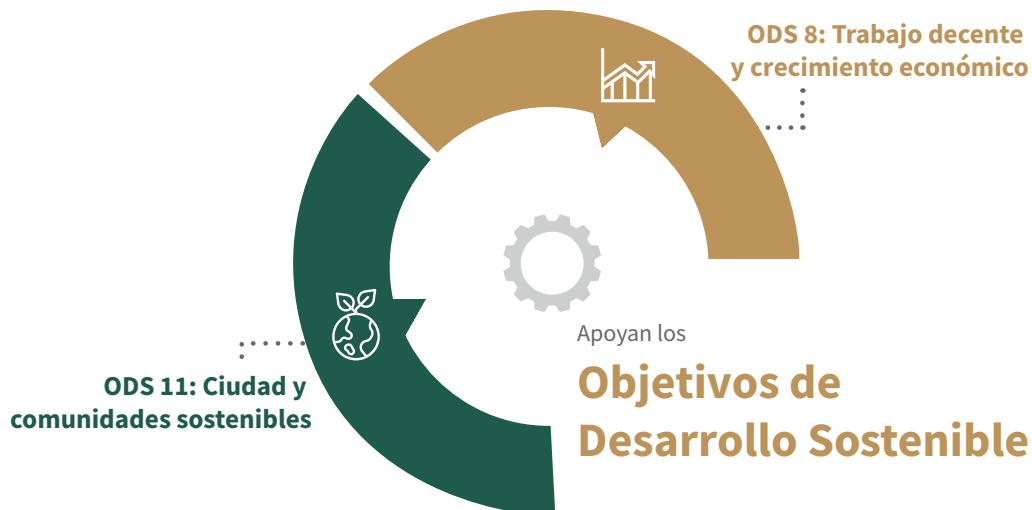 ODS 8: Trabajo decente
y crecimiento económico
ODS 11: Ciudad y
comunidades sostenibles
Apoyan los
Objetivos de
Desarrollo Sostenible